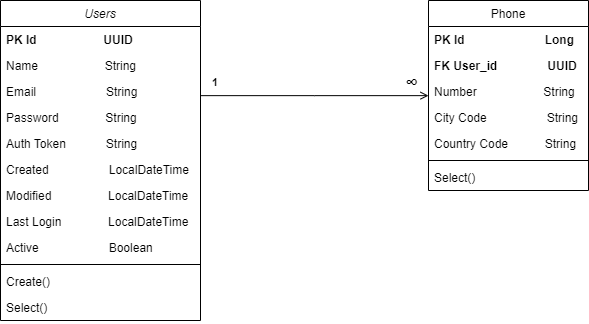 Users
PK Id UUID
Name String
Email String
Password String
Auth Token String
Created LocalDateTime
Modified LocalDateTime
Last Login LocalDateTime
Active Boolean
Create()
Select()
1 ∞
Phone
PK Id Long
FK User_id UUID
Number String
City Code String
Country Code String
Select()